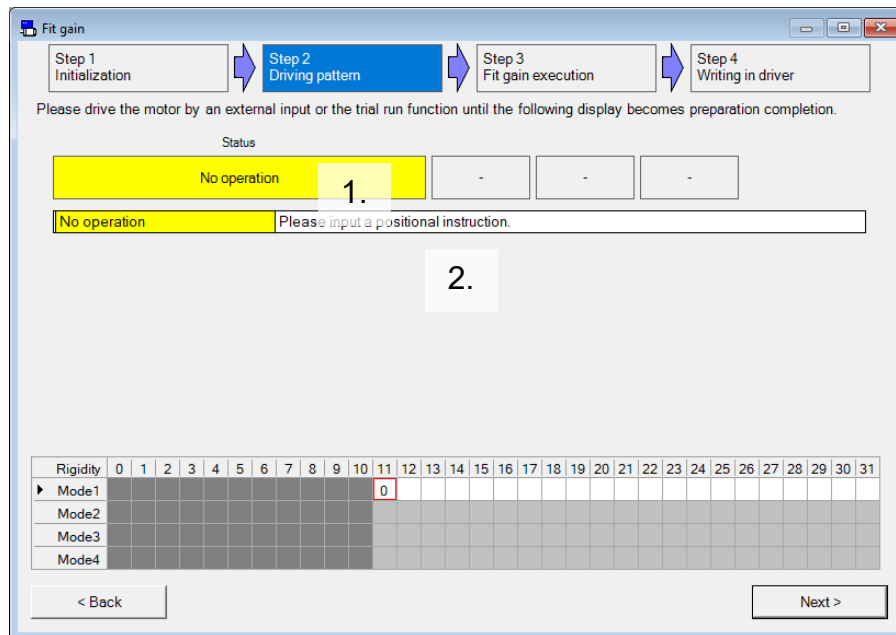 Fit gain
Step 1
Initialization
Step 2
Driving pattern
Step 3
Fit gain execution
Step 4
Writing in driver
Please drive the motor by an external input or the trial run function until the following display becomes preparation completion.
Status
No operation - - -
1.
No operation Please input a positional instruction.
2.
Rigidity 0 1 2 3 4 5 6 7 8 9 10 11 12 13 14 15 16 17 18 19 20 21 22 23 24 25 26 27 28 29 30 31
Mode1 0
Mode2
Mode3
Mode4
< Back Next >